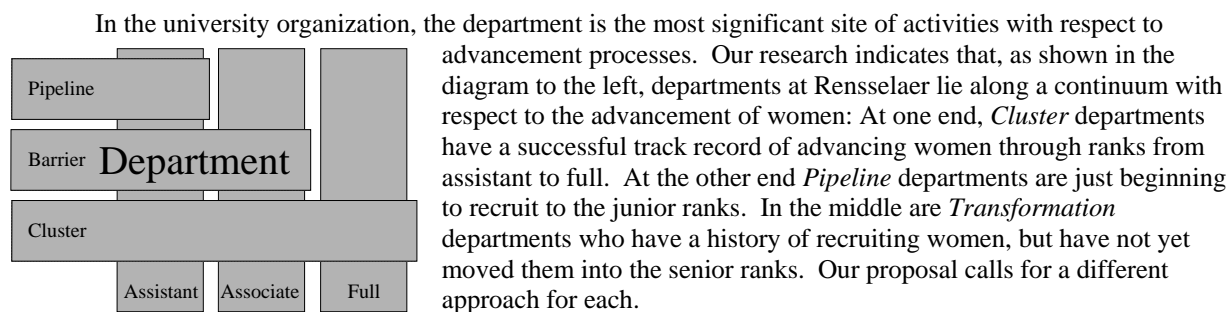 In the university organization, the department is the most significant site of activities with respect to
advancement processes. Our research indicates that, as shown in the
diagram to the left, departments at Rensselaer lie along a continuum with
respect to the advancement of women: At one end, Cluster departments
have a successful track record of advancing women through ranks from
assistant to full. At the other end Pipeline departments are just beginning
to recruit to the junior ranks. In the middle are Transformation
departments who have a history of recruiting women, but have not yet
moved them into the senior ranks. Our proposal calls for a different
approach for each.
Pipeline
Barrier Department
Cluster
Assistant Associate Full